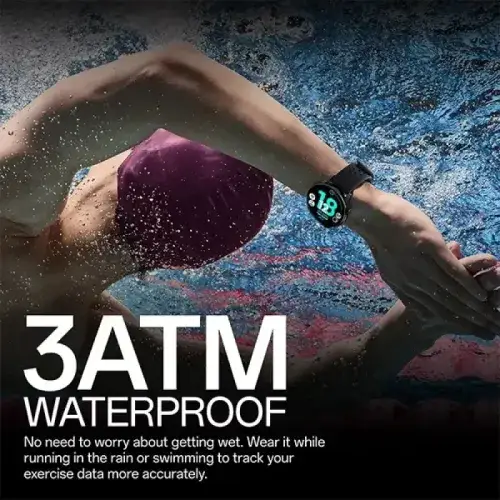 18
3ATM
WATERPROOF
No need to worry about getting wet. Wear it while
running in the rain or swimming to track your
exercise data more accurately.